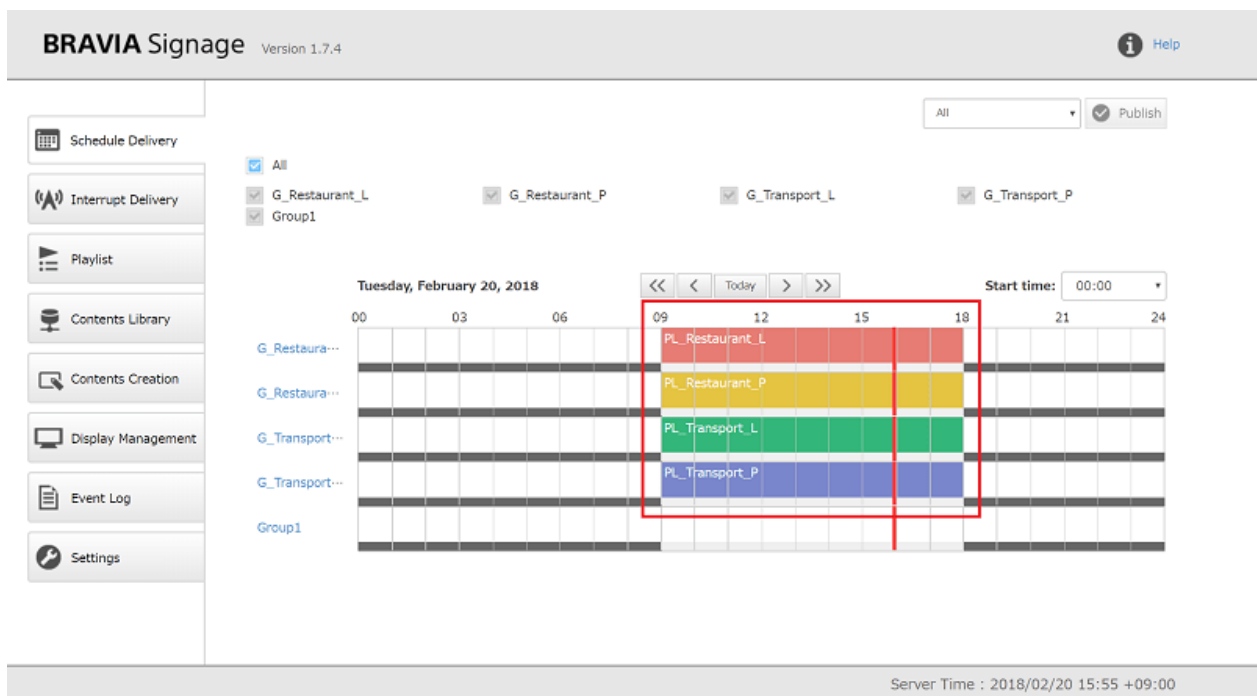 BRAVIA Signage Version 1.7.4
Help
All
Publish
Schedule Delivery
Interrupt Delivery
Playlist
Contents Library
Contents Creation
Display Management
Event Log
Settings
All
G_Restaurant_L G_Restaurant_P G_Transport_L G_Transport_P
Group1
Tuesday, February 20, 2018 << < Today > >> Start time: 00:00
00 03 06 09 12 15 18 21 24
G_Restaura··· PL_Restaurant_L
G_Restaura··· PL_Restaurant_P
G_Transport··· PL_Transport_L
G_Transport··· PL_Transport_P
Group1
Server Time : 2018/02/20 15:55 +09:00